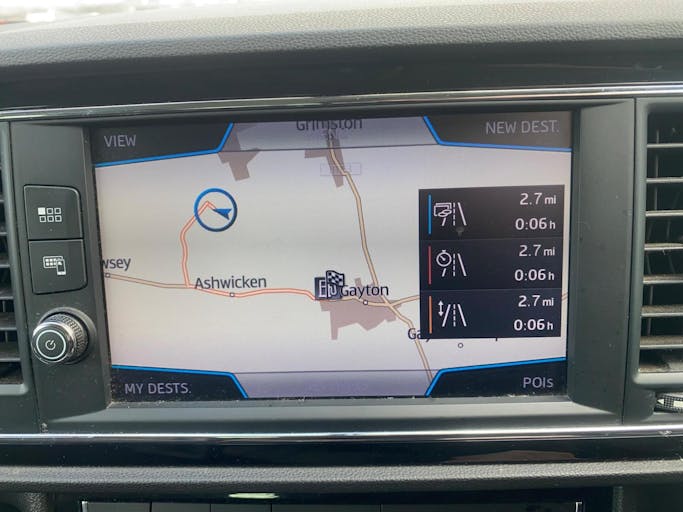 VIEW
Grimston
NEW DEST.
2.7 mi
0:06 h
2.7 mi
0:06 h
2.7 mi
0:06 h
Ashwicken
Gayton
MY DESTS.
POIs